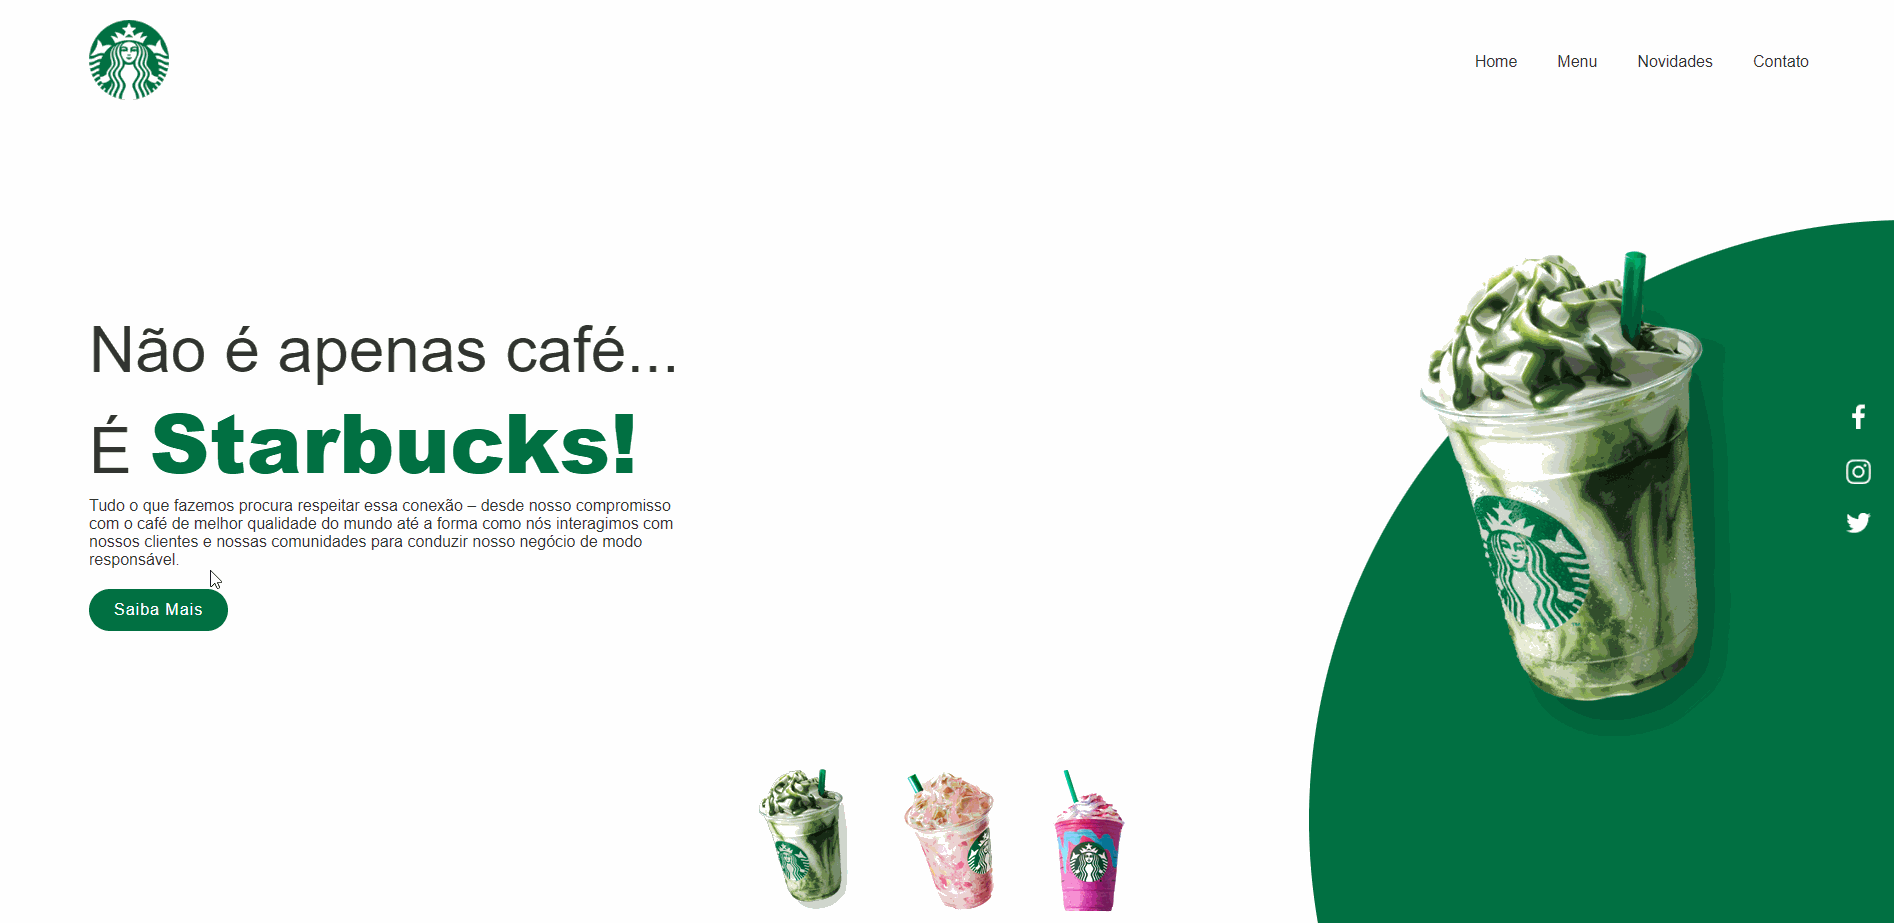 Home Menu Novidades Contato
Não é apenas café...
É Starbucks!
Tudo o que fazemos procura respeitar essa conexão – desde nosso compromisso
com o café de melhor qualidade do mundo até a forma como nós interagimos com
nossos clientes e nossas comunidades para conduzir nosso negócio de modo
responsável.
Saiba Mais